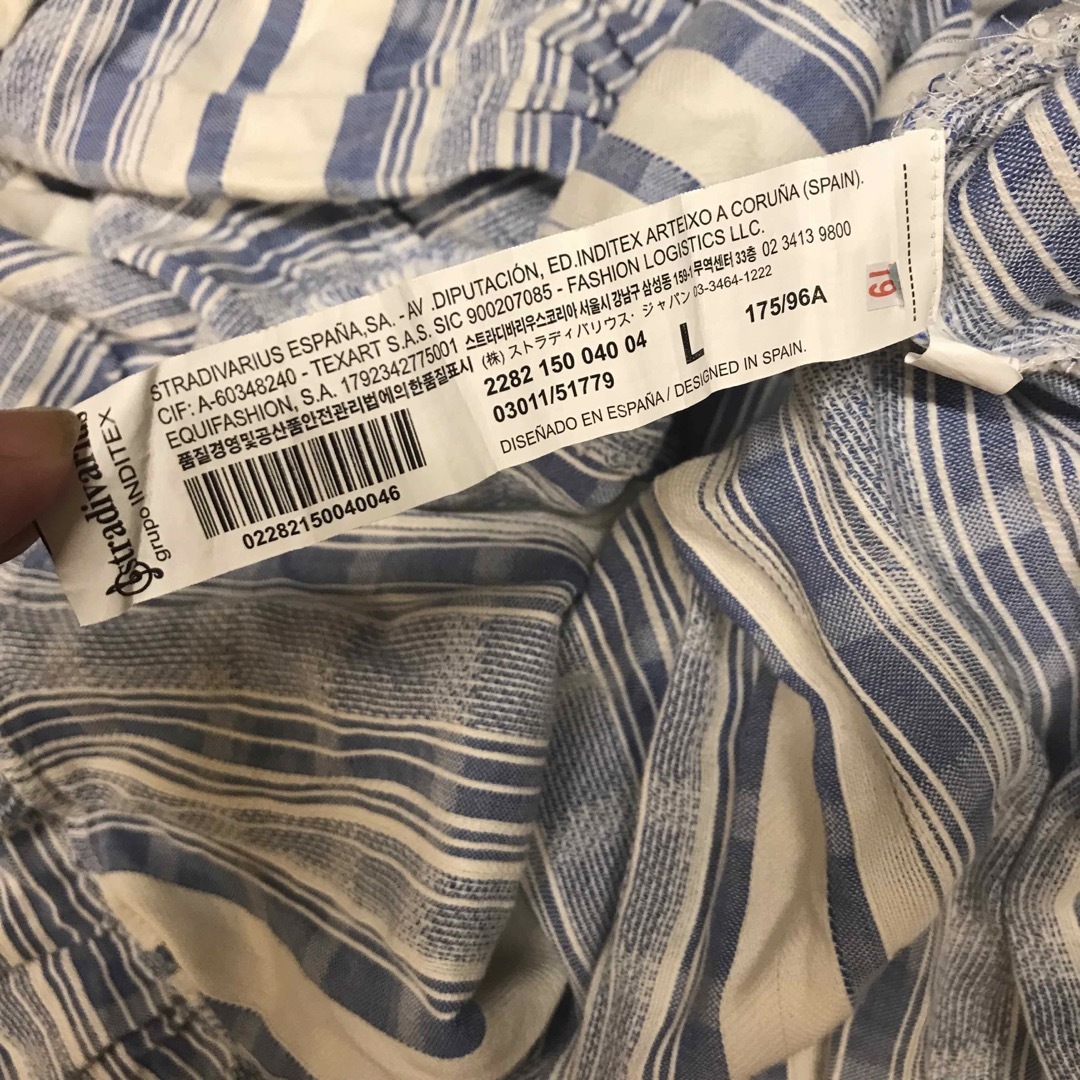 STRADIVARIUS ESPAÑA,SA. - AV .DIPUTACIÓN, ED.INDITEX ARTEIXO A CORUÑA (SPAIN).
CIF: A-60348240 - TEXART S.A.S. SIC 900207085 - FASHION LOGISTICS LLC.
EQUIFASHION, S.A. 1792342775001 스트라디바리우스코리아 서울시 강남구 삼성동 159-1 무역센터 33층 02 3413 9800
품질경영및공산품안전관리법에의한품질표시 (株) ストラディバリウス・ジャパン 03-3464-1222
2282 150 040 04
03011/51779
L
175/96A
DISEÑADO EN ESPAÑA / DESIGNED IN SPAIN.
02282150040046
stradivarius
grupo INDITEX
19